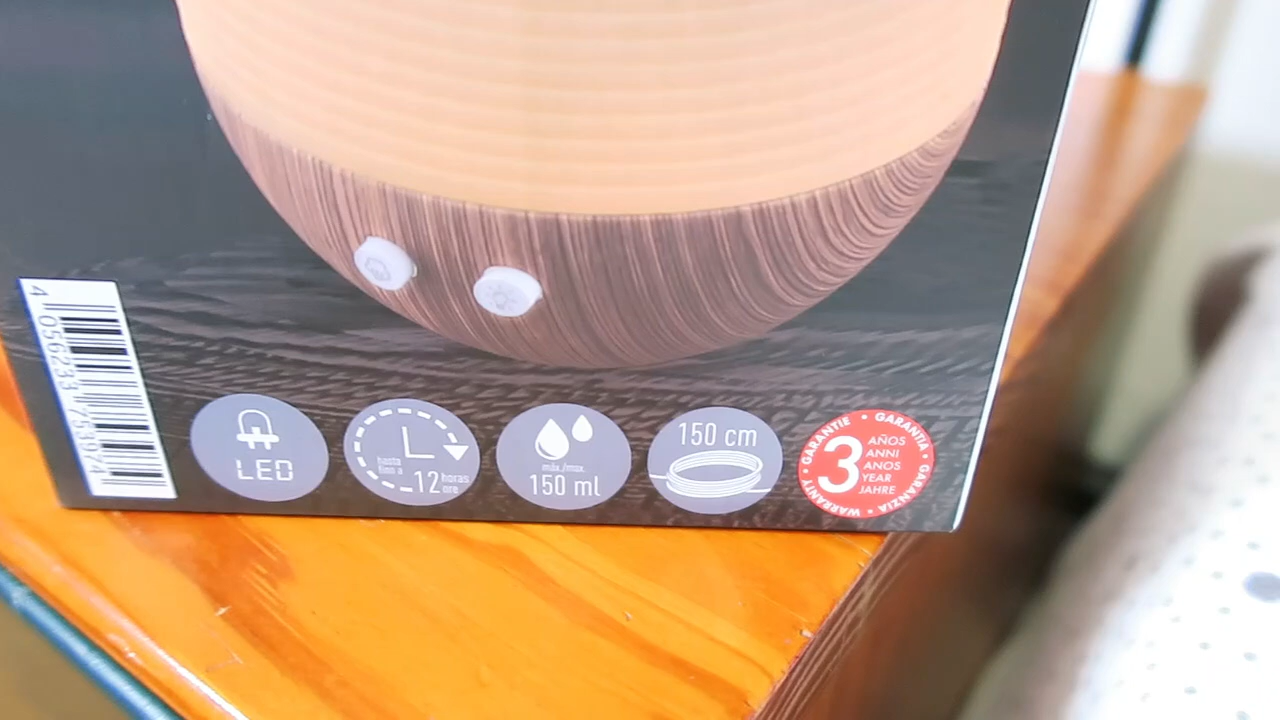 4 056233 753974
LED
hasta
fino a
12 horas
ore
máx./max.
150 ml
150 cm
GARANTIE • GARANTIA • GARANZIA • WARRANTY •
3
AÑOS
ANNI
ANOS
YEAR
JAHRE